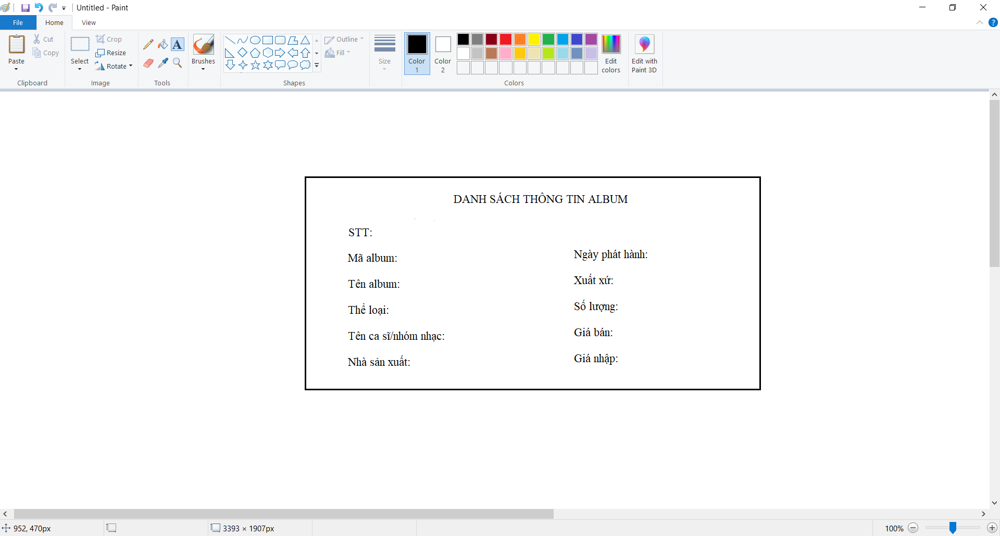 Untitled - Paint
File Home View
Paste
Cut
Copy
Clipboard
Select
Crop
Resize
Rotate
Image
Tools
Brushes
Shapes
Outline
Fill
Size
Color 1
Color 2
Colors
Edit colors
Edit with Paint 3D
DANH SÁCH THÔNG TIN ALBUM
STT:
Mã album:
Tên album:
Thể loại:
Tên ca sĩ/nhóm nhạc:
Nhà sản xuất:
Ngày phát hành:
Xuất xứ:
Số lượng:
Giá bán:
Giá nhập:
952, 470px
3393 × 1907px
100%